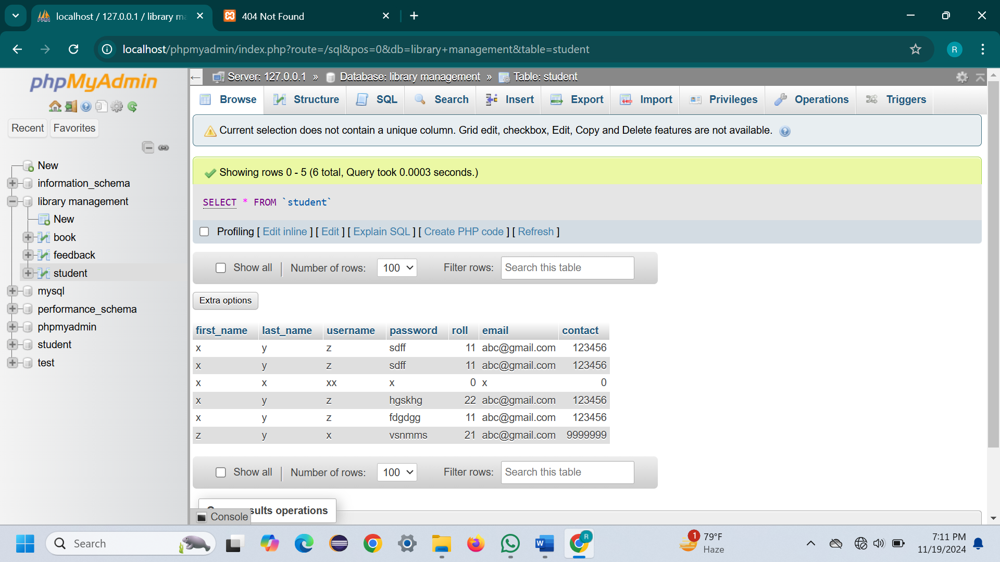 localhost / 127.0.0.1 / library ma
404 Not Found
localhost/phpmyadmin/index.php?route=/sql&pos=0&db=library+management&table=student
R
phpMyAdmin
Recent Favorites
New
information_schema
library management
New
book
feedback
student
mysql
performance_schema
phpmyadmin
student
test
Server: 127.0.0.1 » Database: library management » Table: student
Browse Structure SQL Search Insert Export Import Privileges Operations Triggers
Current selection does not contain a unique column. Grid edit, checkbox, Edit, Copy and Delete features are not available.
Showing rows 0 - 5 (6 total, Query took 0.0003 seconds.)
SELECT * FROM `student`
Profiling [ Edit inline ] [ Edit ] [ Explain SQL ] [ Create PHP code ] [ Refresh ]
Show all Number of rows: 100 Filter rows: Search this table
Extra options
first_name last_name username password roll email contact
x y z sdff 11 abc@gmail.com 123456
x y z sdff 11 abc@gmail.com 123456
x x xx x 0 x 0
x y z hgskhg 22 abc@gmail.com 123456
x y z fdgdgg 11 abc@gmail.com 123456
z y x vsnmms 21 abc@gmail.com 9999999
Show all Number of rows: 100 Filter rows: Search this table
sults operations
Console
Search
1 79°F
Haze
7:11 PM
11/19/2024